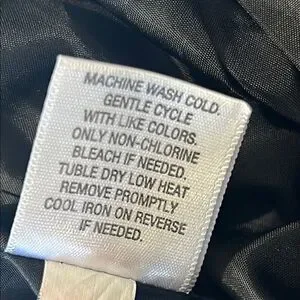 MACHINE WASH COLD.
GENTLE CYCLE
WITH LIKE COLORS.
ONLY NON-CHLORINE
BLEACH IF NEEDED.
TUBLE DRY LOW HEAT
REMOVE PROMPTLY
COOL IRON ON REVERSE
IF NEEDED.